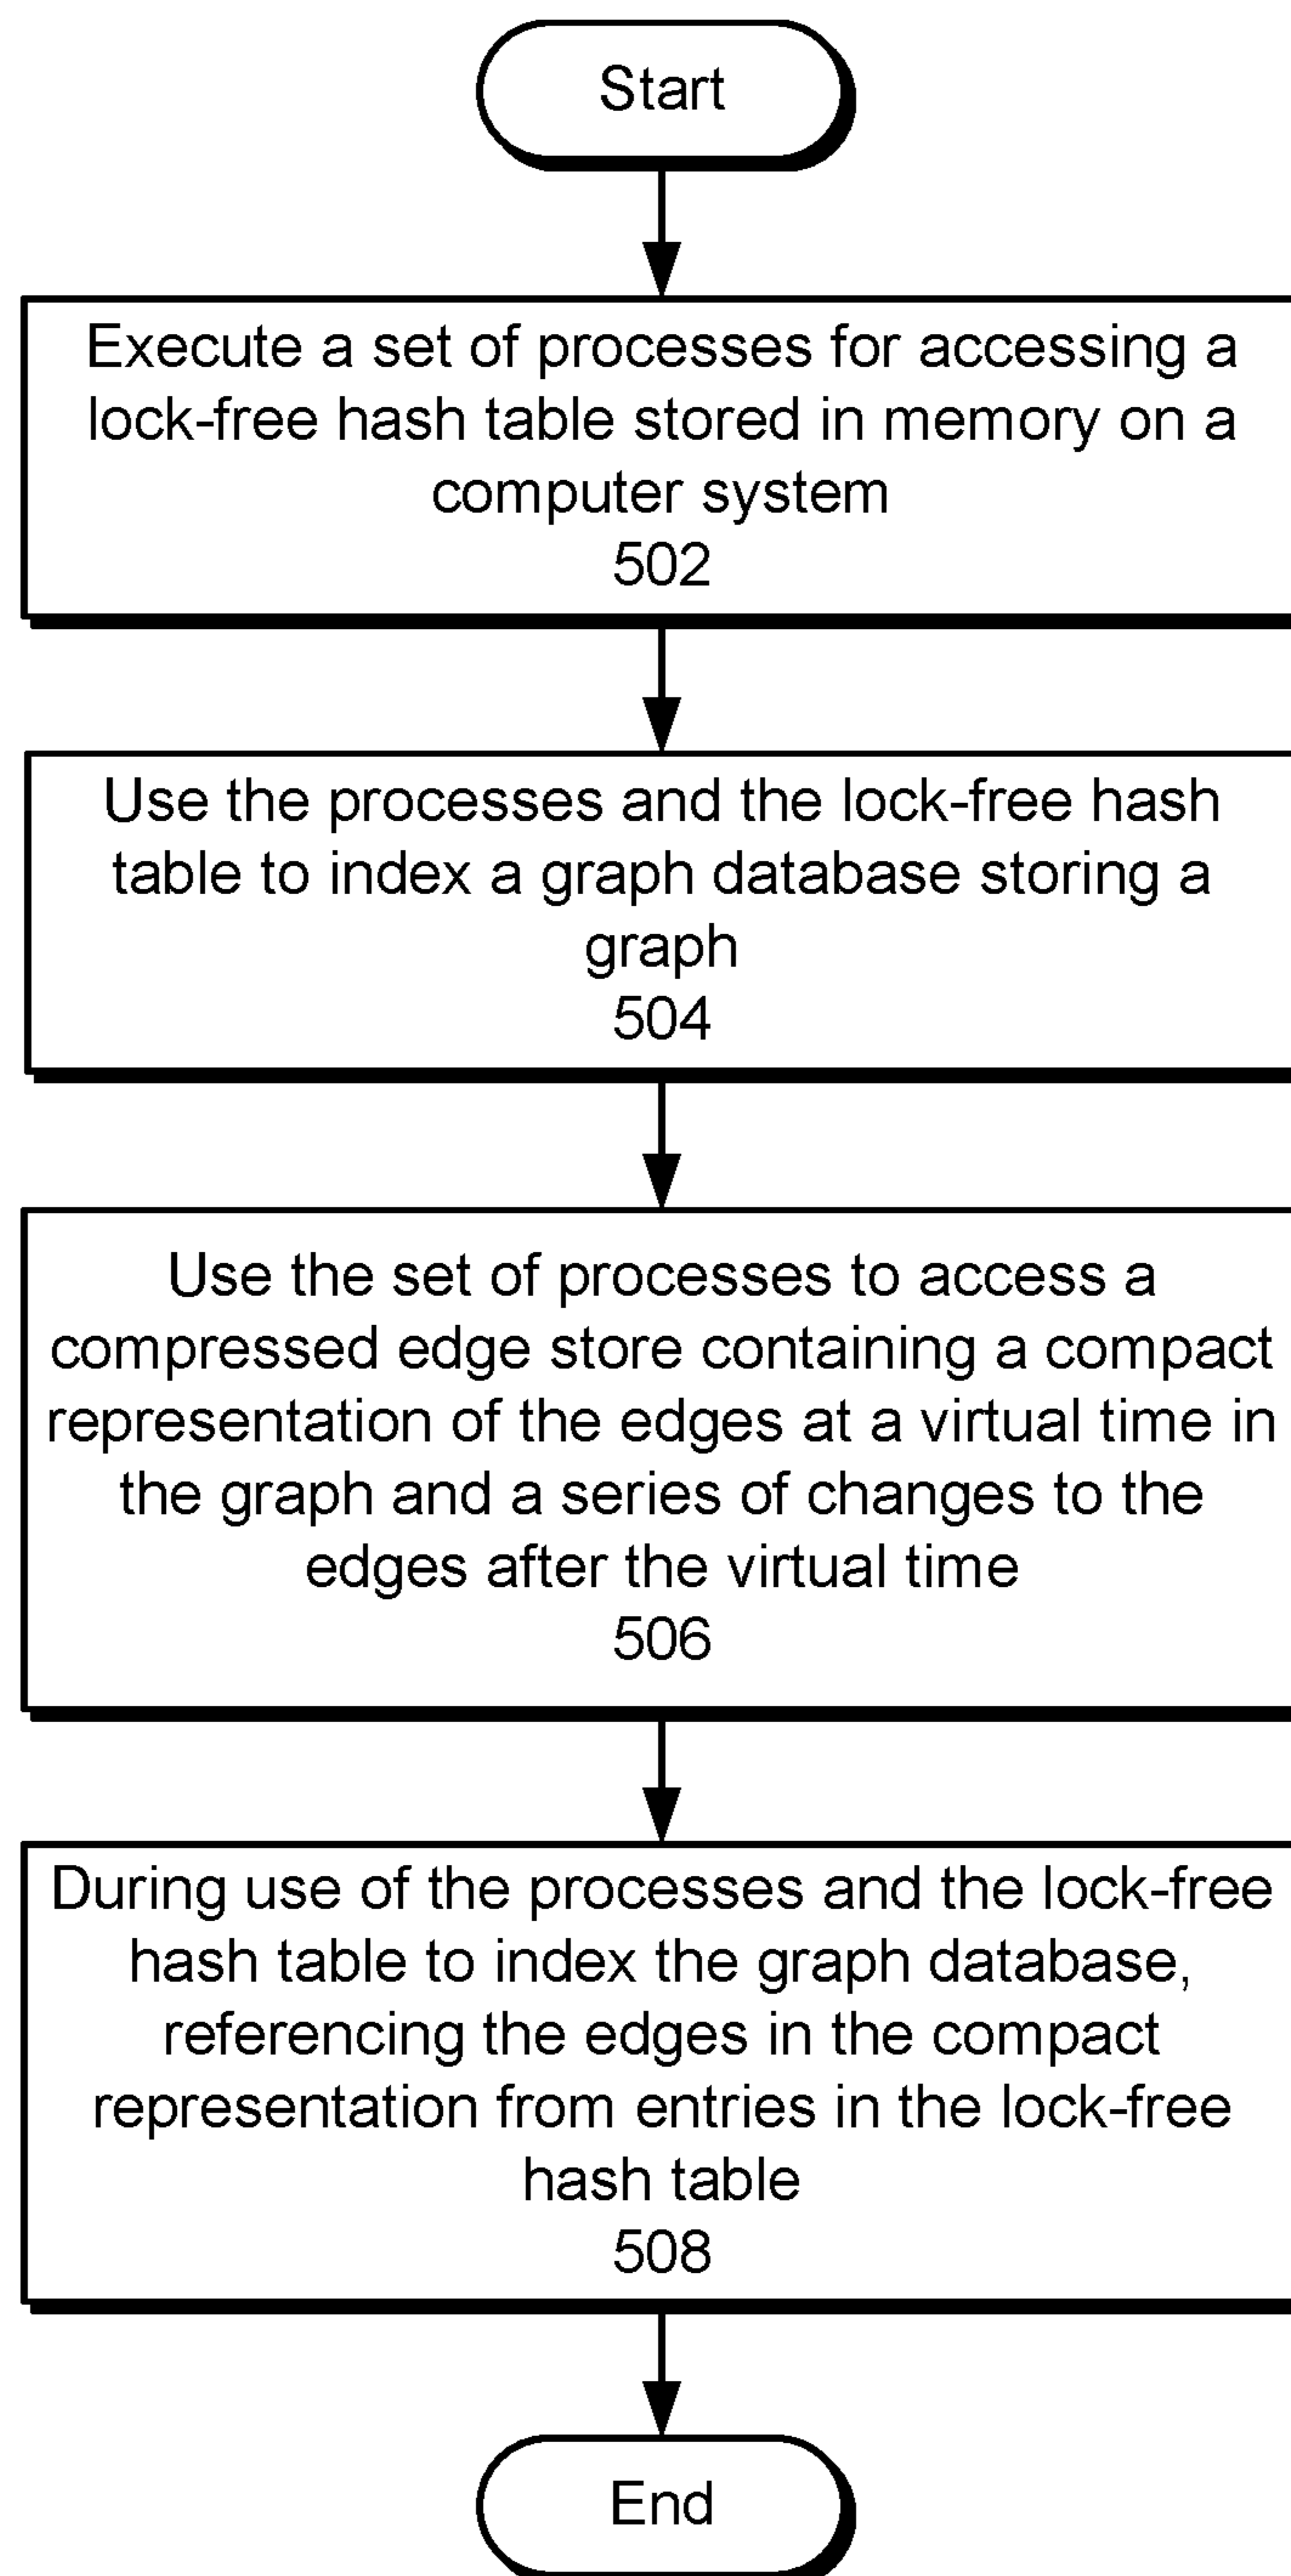 Start
Execute a set of processes for accessing a
lock-free hash table stored in memory on a
computer system
502
Use the processes and the lock-free hash
table to index a graph database storing a
graph
504
Use the set of processes to access a
compressed edge store containing a compact
representation of the edges at a virtual time in
the graph and a series of changes to the
edges after the virtual time
506
During use of the processes and the lock-free
hash table to index the graph database,
referencing the edges in the compact
representation from entries in the lock-free
hash table
508
End